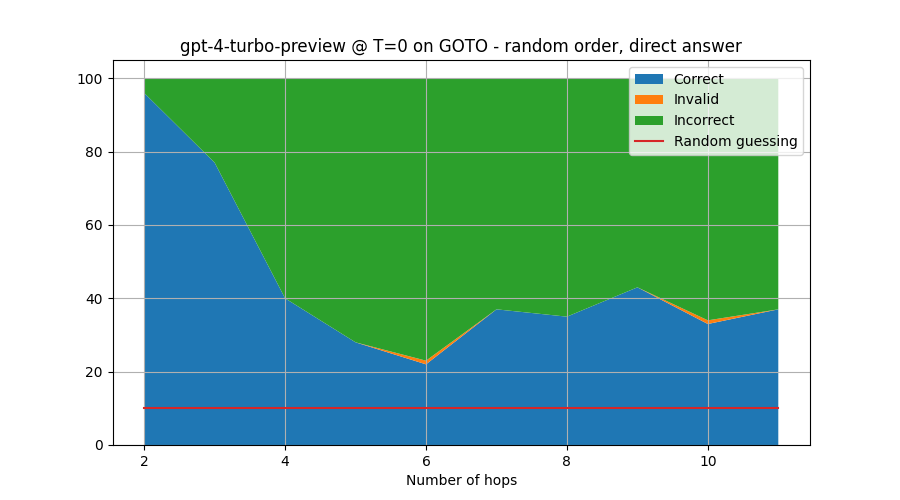 gpt-4-turbo-preview @ T=0 on GOTO - random order, direct answer
100
80
60
40
20
0
Correct
Invalid
Incorrect
Random guessing
2 4 6 8 10
Number of hops